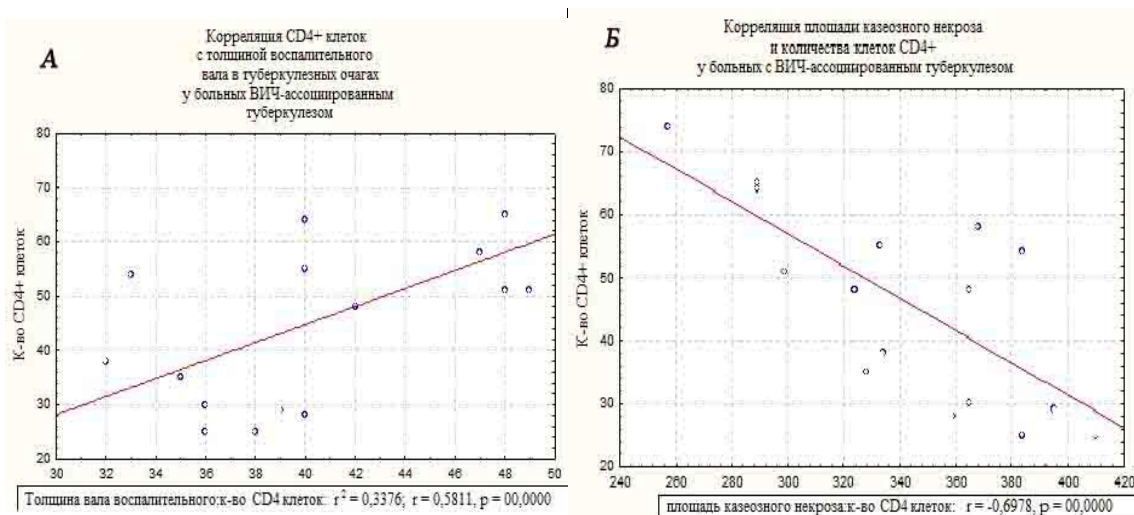 А
Корреляция CD4+ клеток
с толщиной воспалительного
вала в туберкулезных очагах
у больных ВИЧ-ассоциированным
туберкулезом
К-во CD4+ клеток
80
70
60
50
40
30
20
30 32 34 36 38 40 42 44 46 48 50
Толщина вала воспалительного:к-во CD4 клеток: r² = 0,3376; r = 0,5811, p = 00,0000
Б
Корреляция площади казеозного некроза
и количества клеток CD4+
у больных с ВИЧ-ассоциированным туберкулезом
К-во CD4+ клеток
80
70
60
50
40
30
20
240 260 280 300 320 340 360 380 400 420
площадь казеозного некроза:к-во CD4 клеток: r = -0,6978, p = 00,0000